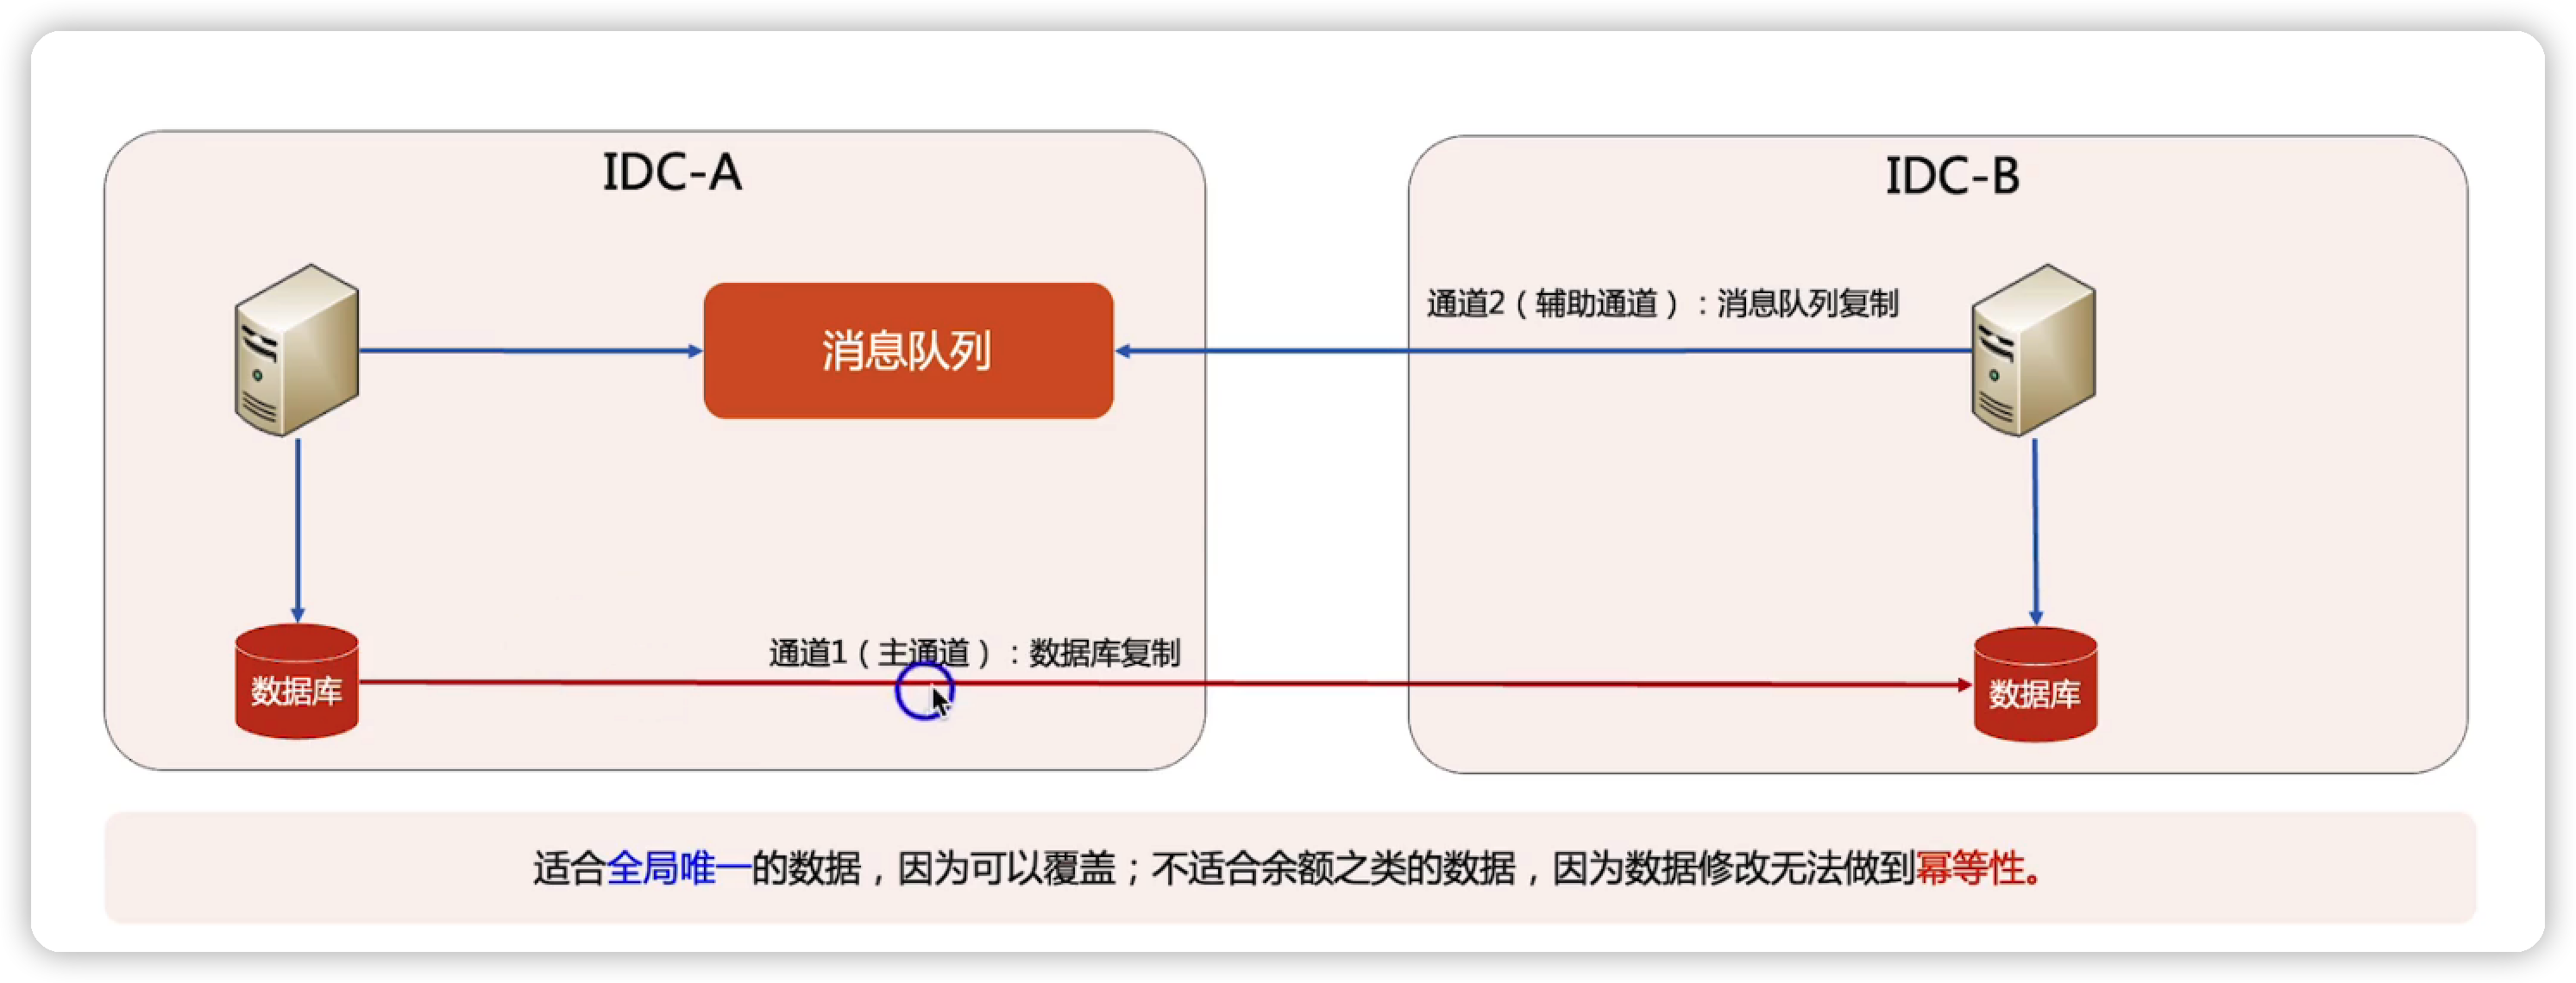 IDC-A
IDC-B
通道2（辅助通道）：消息队列复制
消息队列
通道1（主通道）：数据库复制
数据库
数据库
适合全局唯一的数据，因为可以覆盖；不适合余额之类的数据，因为数据修改无法做到幂等性。